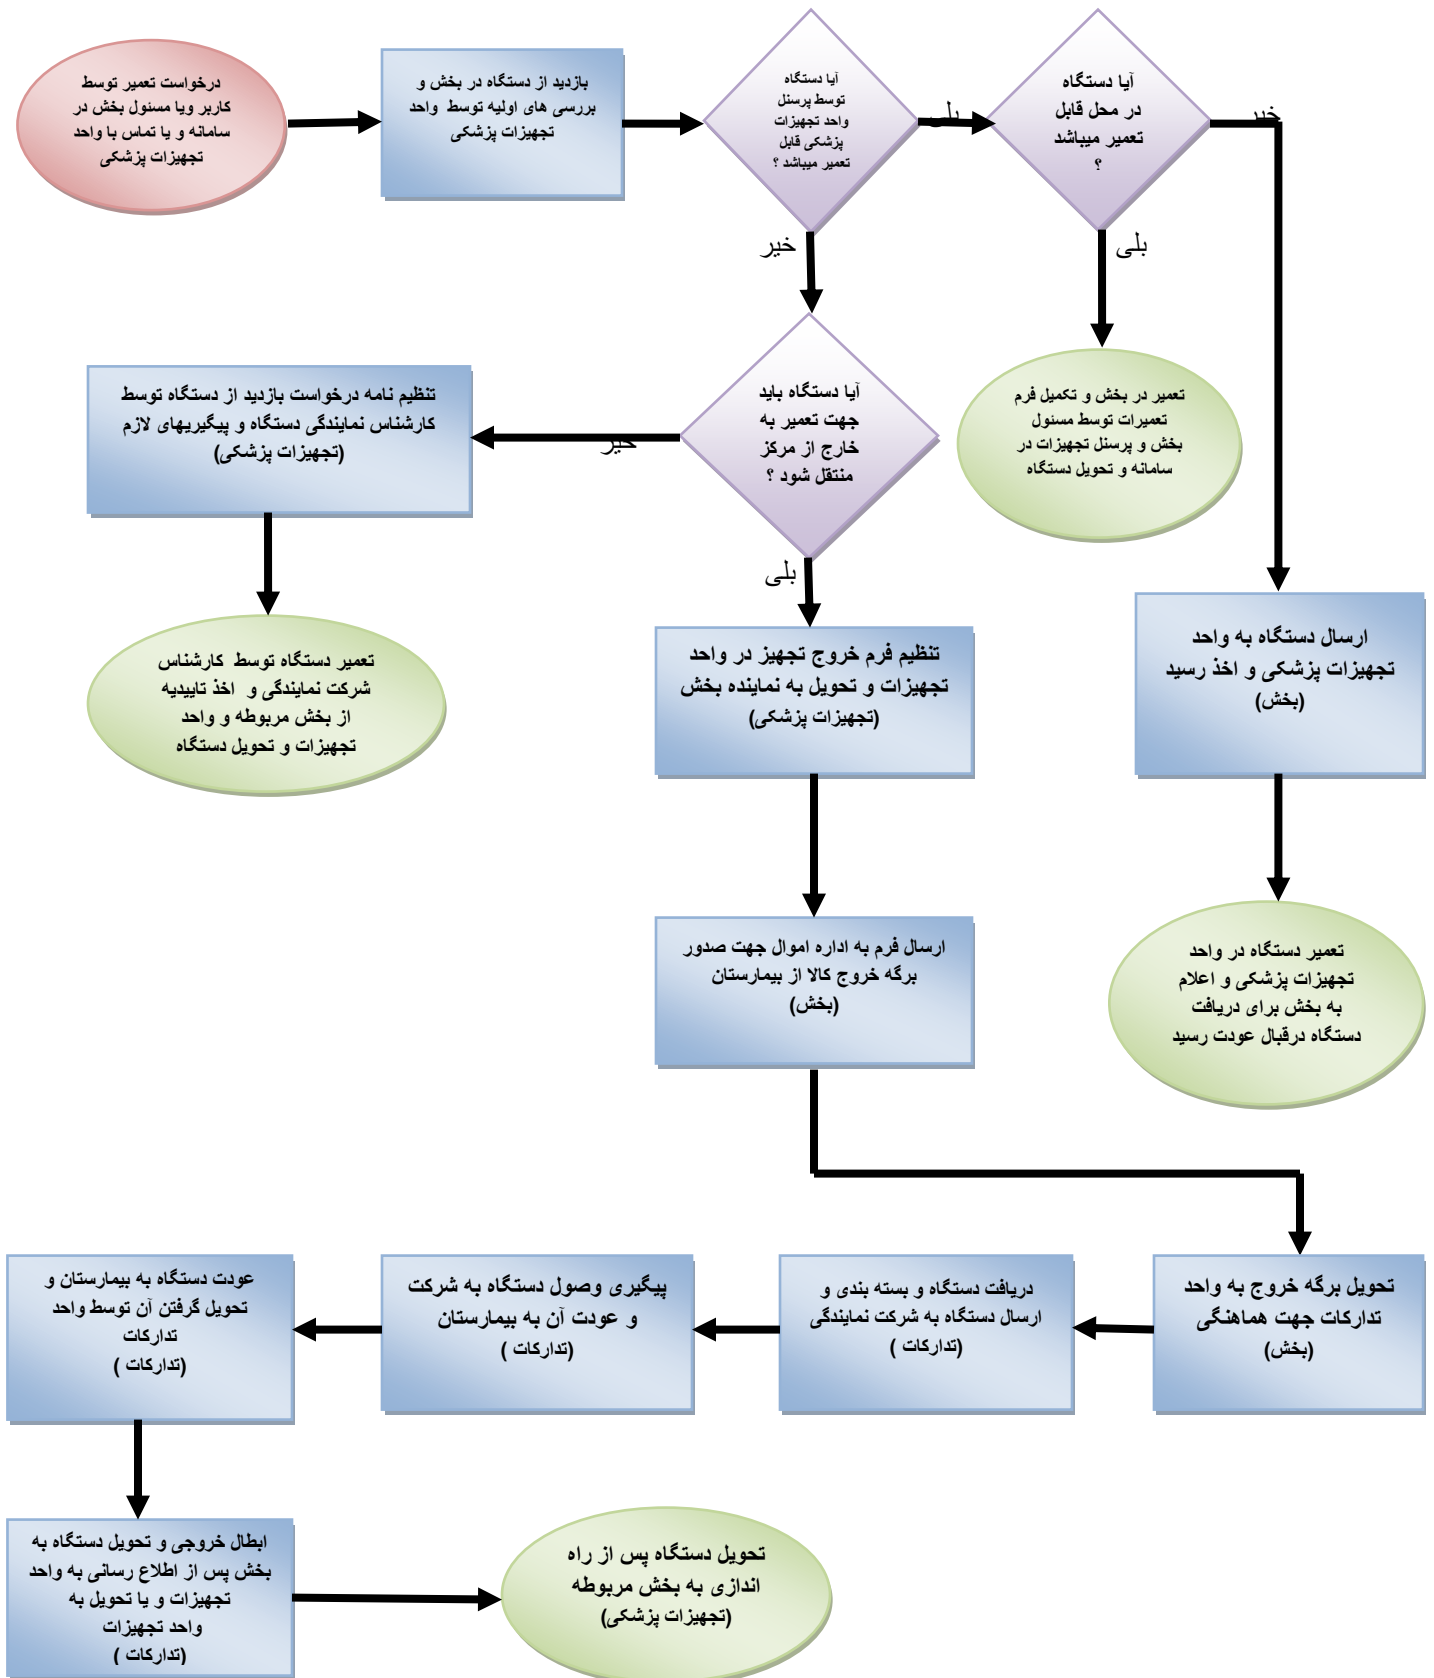 درخواست تعمیر توسط
کاربر ویا مسئول بخش در
سامانه و یا تماس با واحد
تجهیزات پزشکی
بازدید از دستگاه در بخش و
بررسی های اولیه توسط واحد
تجهیزات پزشکی
آیا دستگاه
توسط پرسنل
واحد تجهیزات
پزشکی قابل
تعمیر میباشد ؟
بلی
آیا دستگاه
در محل قابل
تعمیر میباشد
؟
خیر
خیر
بلی
تنظیم نامه درخواست بازدید از دستگاه توسط
کارشناس نمایندگی دستگاه و پیگیریهای لازم
(تجهیزات پزشکی)
خیر
آیا دستگاه باید
جهت تعمیر به
خارج از مرکز
منتقل شود ؟
تعمیر در بخش و تکمیل فرم
تعمیرات توسط مسئول
بخش و پرسنل تجهیزات در
سامانه و تحویل دستگاه
بلی
تعمیر دستگاه توسط کارشناس
شرکت نمایندگی و اخذ تاییدیه
از بخش مربوطه و واحد
تجهیزات و تحویل دستگاه
تنظیم فرم خروج تجهیز در واحد
تجهیزات و تحویل به نماینده بخش
(تجهیزات پزشکی)
ارسال دستگاه به واحد
تجهیزات پزشکی و اخذ رسید
(بخش)
ارسال فرم به اداره اموال جهت صدور
برگه خروج کالا از بیمارستان
(بخش)
تعمیر دستگاه در واحد
تجهیزات پزشکی و اعلام
به بخش برای دریافت
دستگاه درقبال عودت رسید
تحویل برگه خروج به واحد
تدارکات جهت هماهنگی
(بخش)
دریافت دستگاه و بسته بندی و
ارسال دستگاه به شرکت نمایندگی
(تدارکات )
پیگیری وصول دستگاه به شرکت
و عودت آن به بیمارستان
(تدارکات )
عودت دستگاه به بیمارستان و
تحویل گرفتن آن توسط واحد
تدارکات
(تدارکات )
ابطال خروجی و تحویل دستگاه به
بخش پس از اطلاع رسانی به واحد
تجهیزات و یا تحویل به
واحد تجهیزات
(تدارکات )
تحویل دستگاه پس از راه
اندازی به بخش مربوطه
(تجهیزات پزشکی)